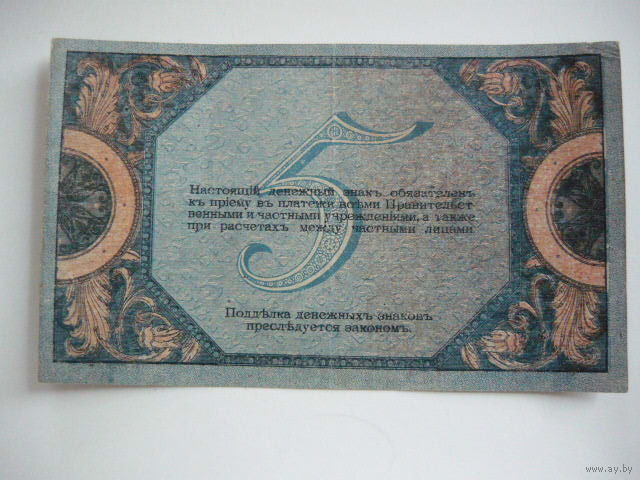 5
Настоящій денежный знакъ обязателенъ
къ пріему въ платежи всѣми Правительст-
венными и частными учрежденіями, а также
при расчетахъ между частными лицами
Поддѣлка денежныхъ знаковъ
преслѣдуется закономъ.
www.ay.by